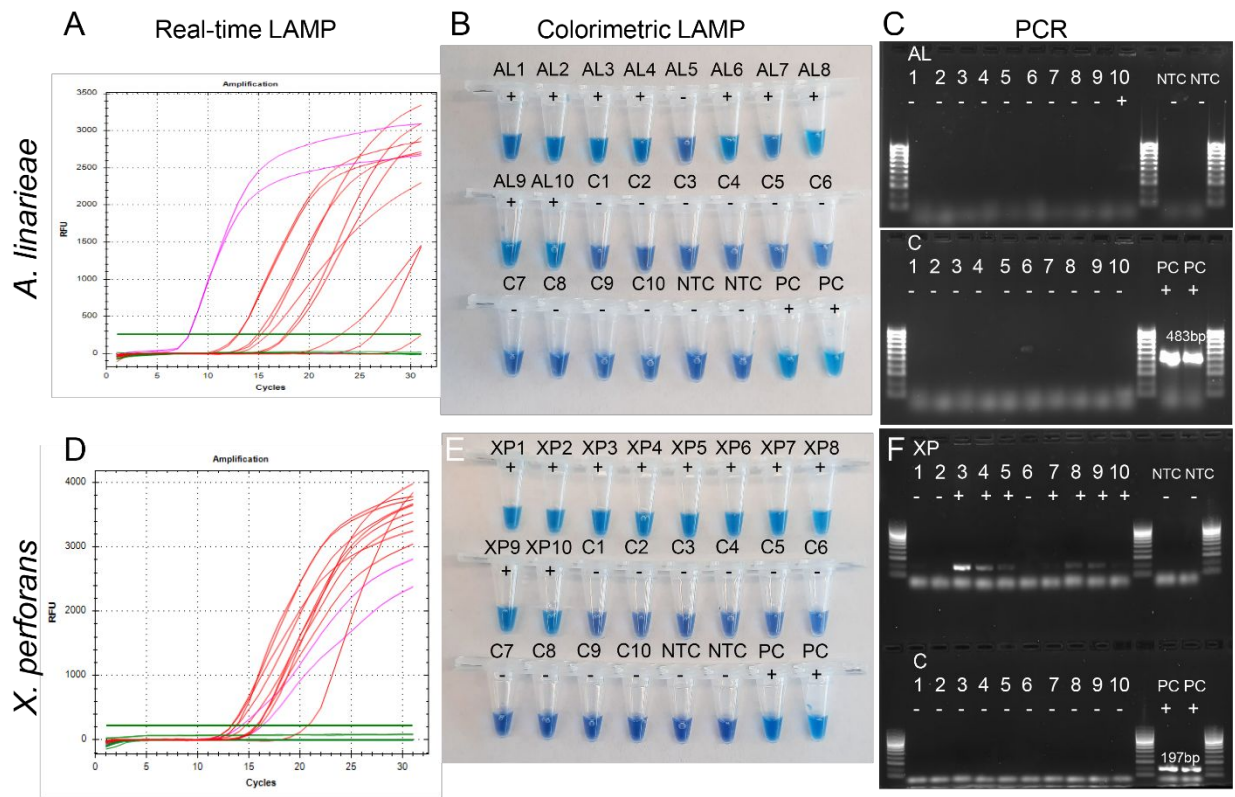 A Real-time LAMP
B Colorimetric LAMP
C PCR
A. linarieae
Amplification
RFU
3500
3000
2500
2000
1500
1000
500
0
0 5 10 15 20 25 30
Cycles
AL1 AL2 AL3 AL4 AL5 AL6 AL7 AL8
+ + + + - + + +
AL9 AL10 C1 C2 C3 C4 C5 C6
+ + - - - - - -
C7 C8 C9 C10 NTC NTC PC PC
- - - - - - + +
AL
1 2 3 4 5 6 7 8 9 10 NTC NTC
- - - - - - - - - + - -
C
1 2 3 4 5 6 7 8 9 10 PC PC
- - - - - - - - - - + +
483bp
X. perforans
D
Amplification
RFU
4000
3000
2000
1000
0
0 5 10 15 20 25 30
Cycles
E
XP1 XP2 XP3 XP4 XP5 XP6 XP7 XP8
+ + + + + + + +
XP9 XP10 C1 C2 C3 C4 C5 C6
+ + - - - - - -
C7 C8 C9 C10 NTC NTC PC PC
- - - - - - + +
F XP
1 2 3 4 5 6 7 8 9 10 NTC NTC
- - + + + - + + + + - -
C
1 2 3 4 5 6 7 8 9 10 PC PC
- - - - - - - - - - + +
197bp